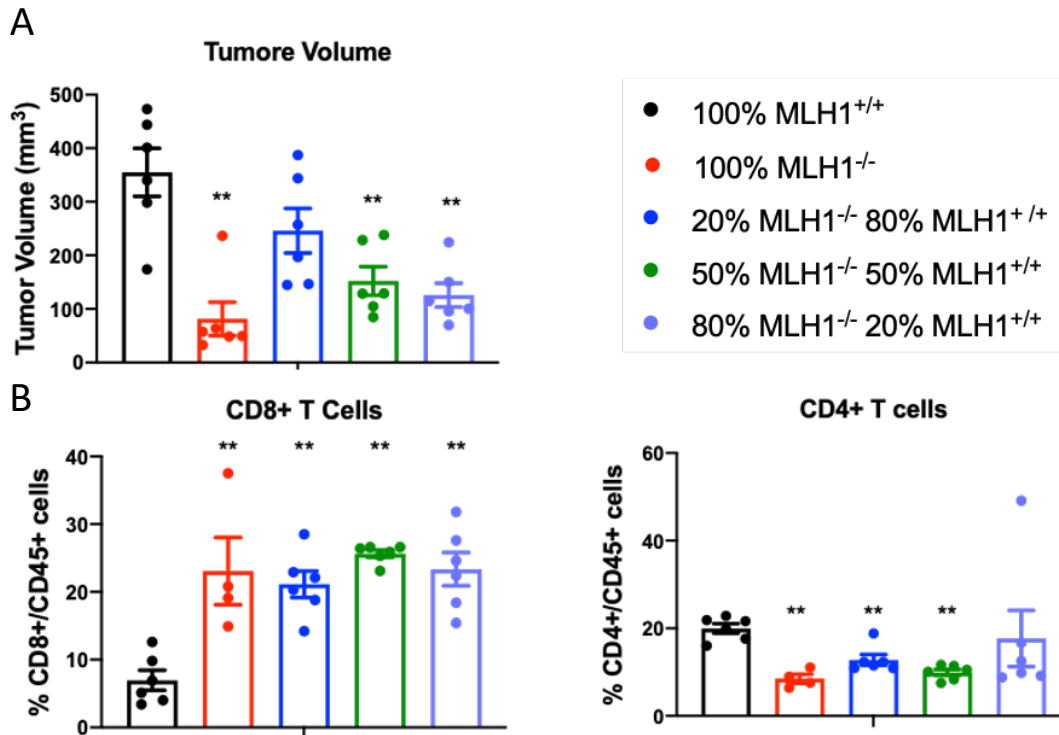 A
Tumore Volume
Tumor Volume (mm³)
500
400
300
200
100
0
**
**
**
100% MLH1⁺/⁺
100% MLH1⁻/⁻
20% MLH1⁻/⁻ 80% MLH1⁺ /⁺
50% MLH1⁻/⁻ 50% MLH1⁺/⁺
80% MLH1⁻/⁻ 20% MLH1⁺/⁺
B
CD8+ T Cells
% CD8+/CD45+ cells
40
30
20
10
0
**
**
**
**
CD4+ T cells
% CD4+/CD45+ cells
60
40
20
0
**
**
**